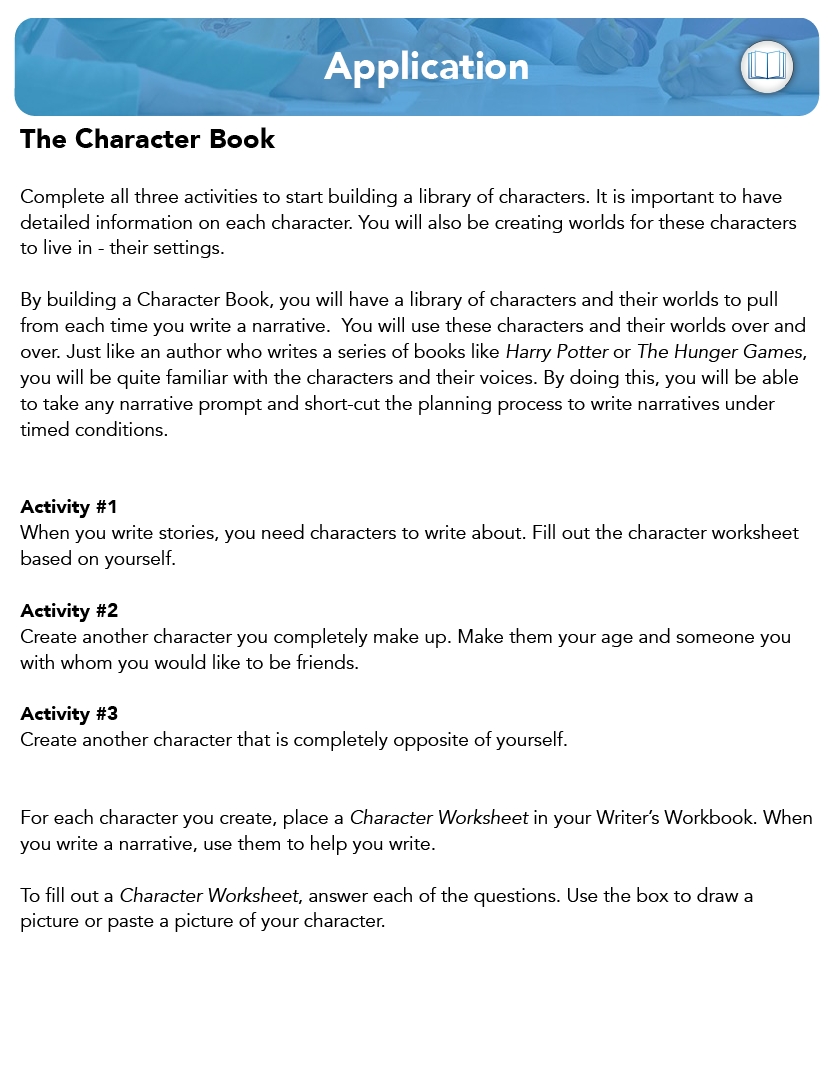 Application
The Character Book
Complete all three activities to start building a library of characters. It is important to have
detailed information on each character. You will also be creating worlds for these characters
to live in - their settings.
By building a Character Book, you will have a library of characters and their worlds to pull
from each time you write a narrative.  You will use these characters and their worlds over and
over. Just like an author who writes a series of books like Harry Potter or The Hunger Games,
you will be quite familiar with the characters and their voices. By doing this, you will be able
to take any narrative prompt and short-cut the planning process to write narratives under
timed conditions.
Activity #1
When you write stories, you need characters to write about. Fill out the character worksheet
based on yourself.
Activity #2
Create another character you completely make up. Make them your age and someone you
with whom you would like to be friends.
Activity #3
Create another character that is completely opposite of yourself.
For each character you create, place a Character Worksheet in your Writer’s Workbook. When
you write a narrative, use them to help you write.
To fill out a Character Worksheet, answer each of the questions. Use the box to draw a
picture or paste a picture of your character.